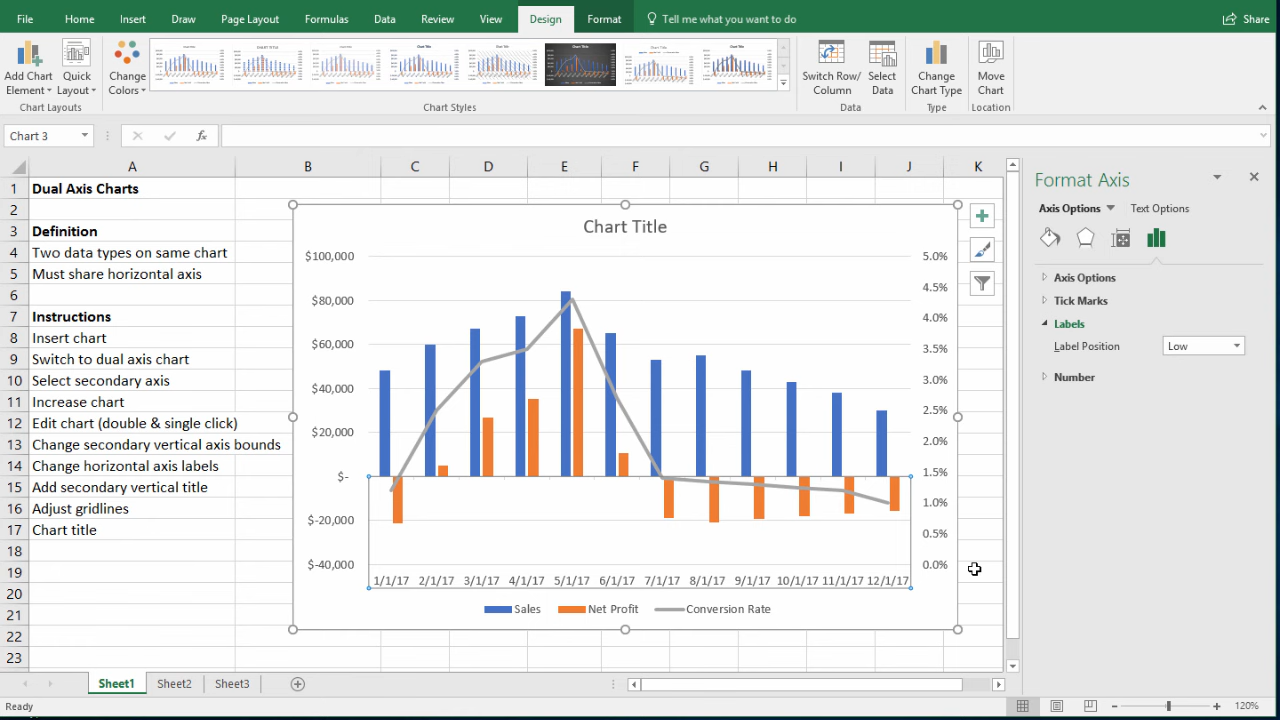 File Home Insert Draw Page Layout Formulas Data Review View Design Format Tell me what you want to do Share
Add Chart Element Quick Layout Change Colors Switch Row/Column Select Data Change Chart Type Move Chart
Chart Layouts Chart Styles Data Type Location
Chart 3 fx
A B C D E F G H I J K
1 Dual Axis Charts
2
3 Definition
4 Two data types on same chart
5 Must share horizontal axis
6
7 Instructions
8 Insert chart
9 Switch to dual axis chart
10 Select secondary axis
11 Increase chart
12 Edit chart (double & single click)
13 Change secondary vertical axis bounds
14 Change horizontal axis labels
15 Add secondary vertical title
16 Adjust gridlines
17 Chart title
18
19
20
21
22
23
Chart Title
$100,000 5.0%
4.5%
$80,000
4.0%
$60,000 3.5%
3.0%
$40,000
2.5%
$20,000
2.0%
$- 1.5%
1.0%
$-20,000
0.5%
$-40,000 0.0%
1/1/17 2/1/17 3/1/17 4/1/17 5/1/17 6/1/17 7/1/17 8/1/17 9/1/17 10/1/17 11/1/17 12/1/17
Sales Net Profit Conversion Rate
Format Axis
Axis Options Text Options
Axis Options
Tick Marks
Labels
Label Position Low
Number
Sheet1 Sheet2 Sheet3
Ready 120%